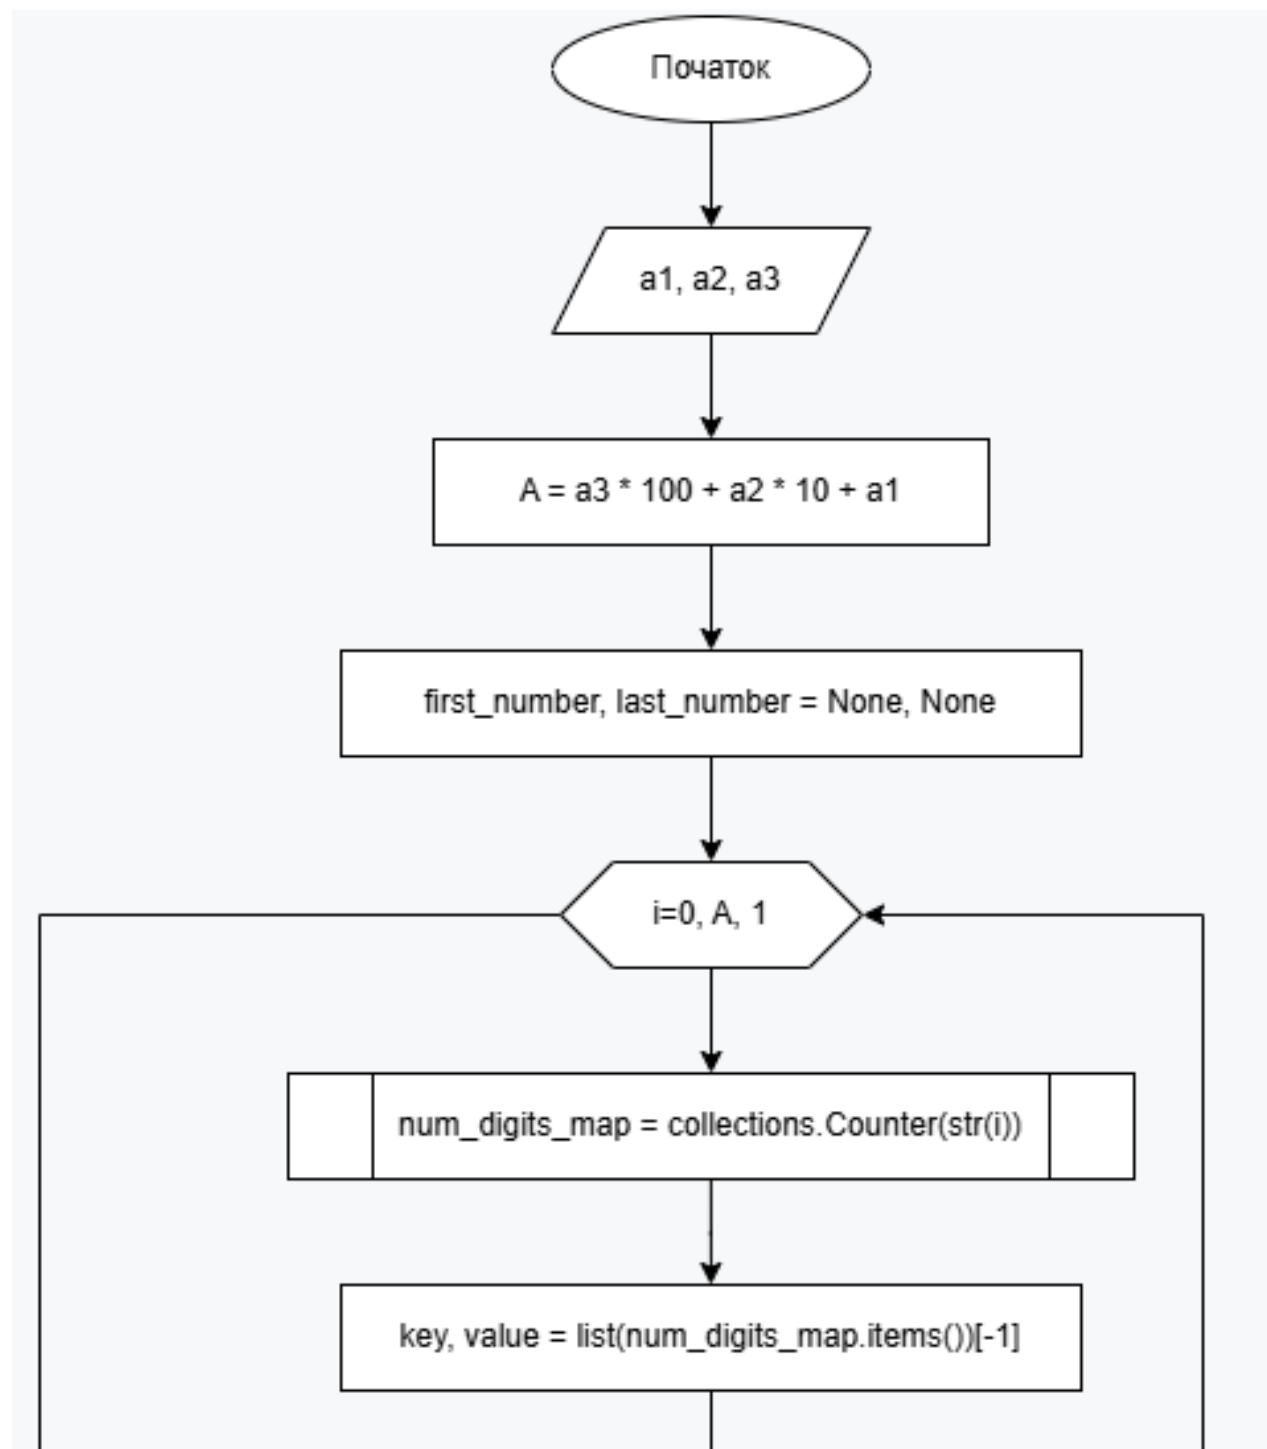 Початок
a1, a2, a3
A = a3 * 100 + a2 * 10 + a1
first_number, last_number = None, None
i=0, A, 1
num_digits_map = collections.Counter(str(i))
key, value = list(num_digits_map.items())[-1]